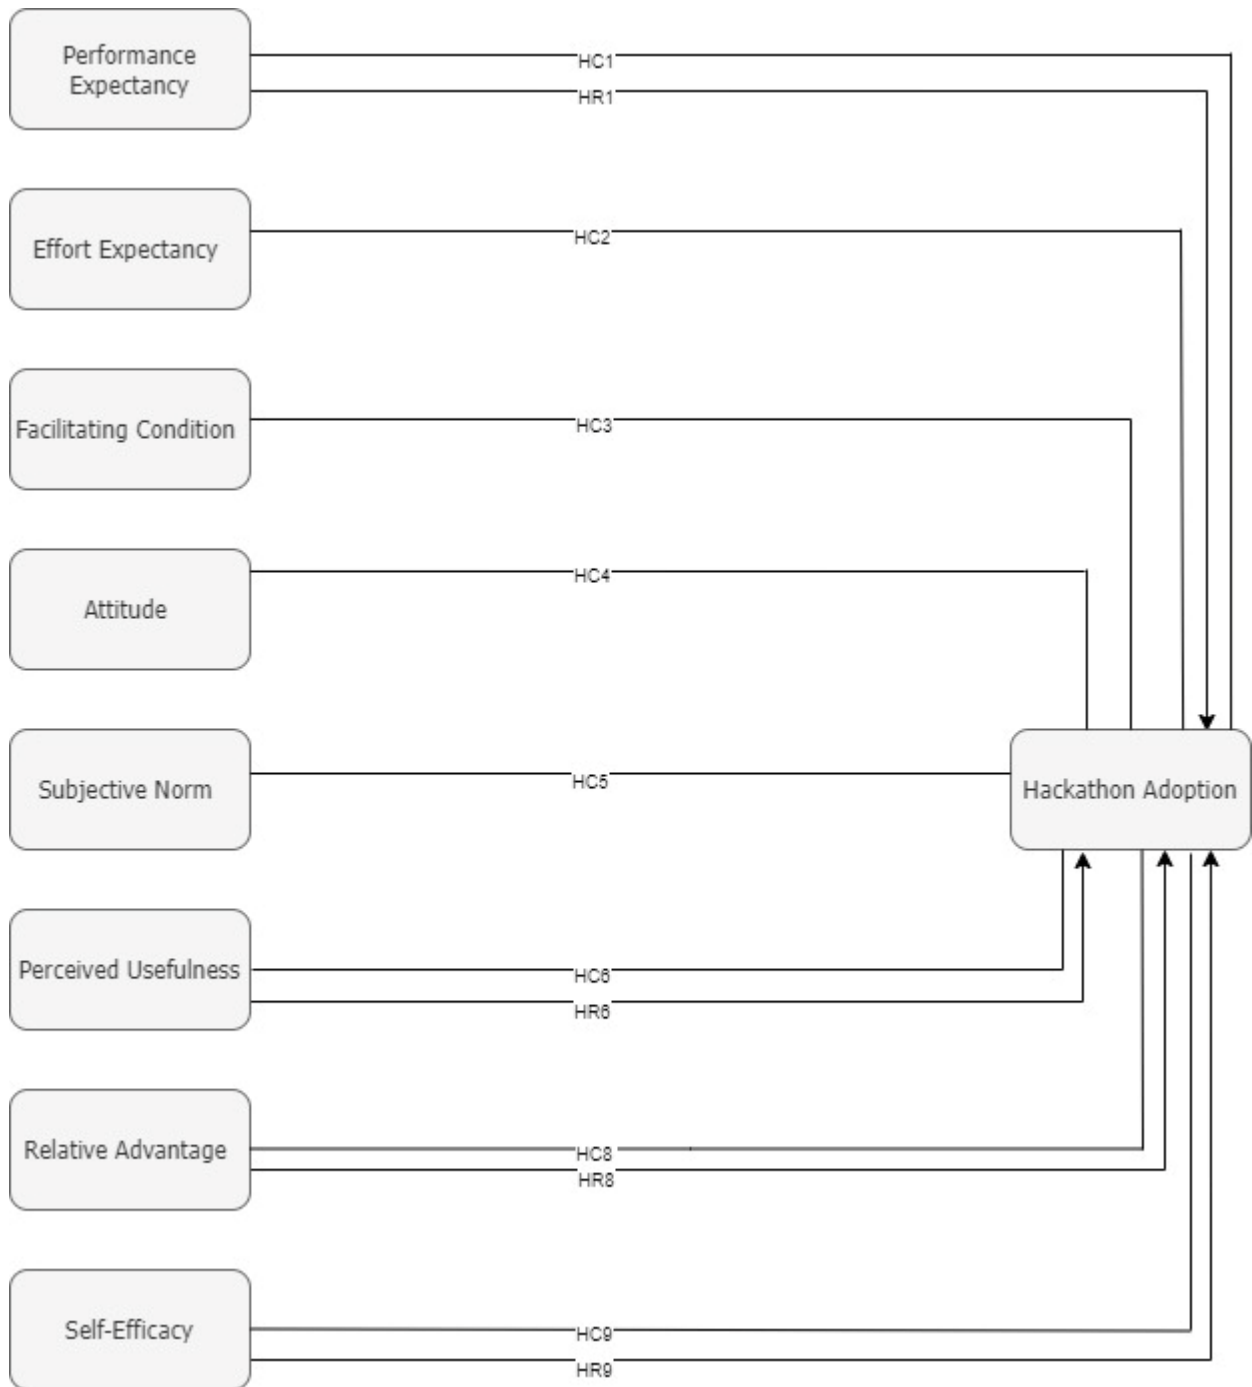 Performance
Expectancy
HC1
HR1
Effort Expectancy
HC2
Facilitating Condition
HC3
Attitude
HC4
Subjective Norm
HC5
Hackathon Adoption
Perceived Usefulness
HC6
HR6
Relative Advantage
HC8
HR8
Self-Efficacy
HC9
HR9